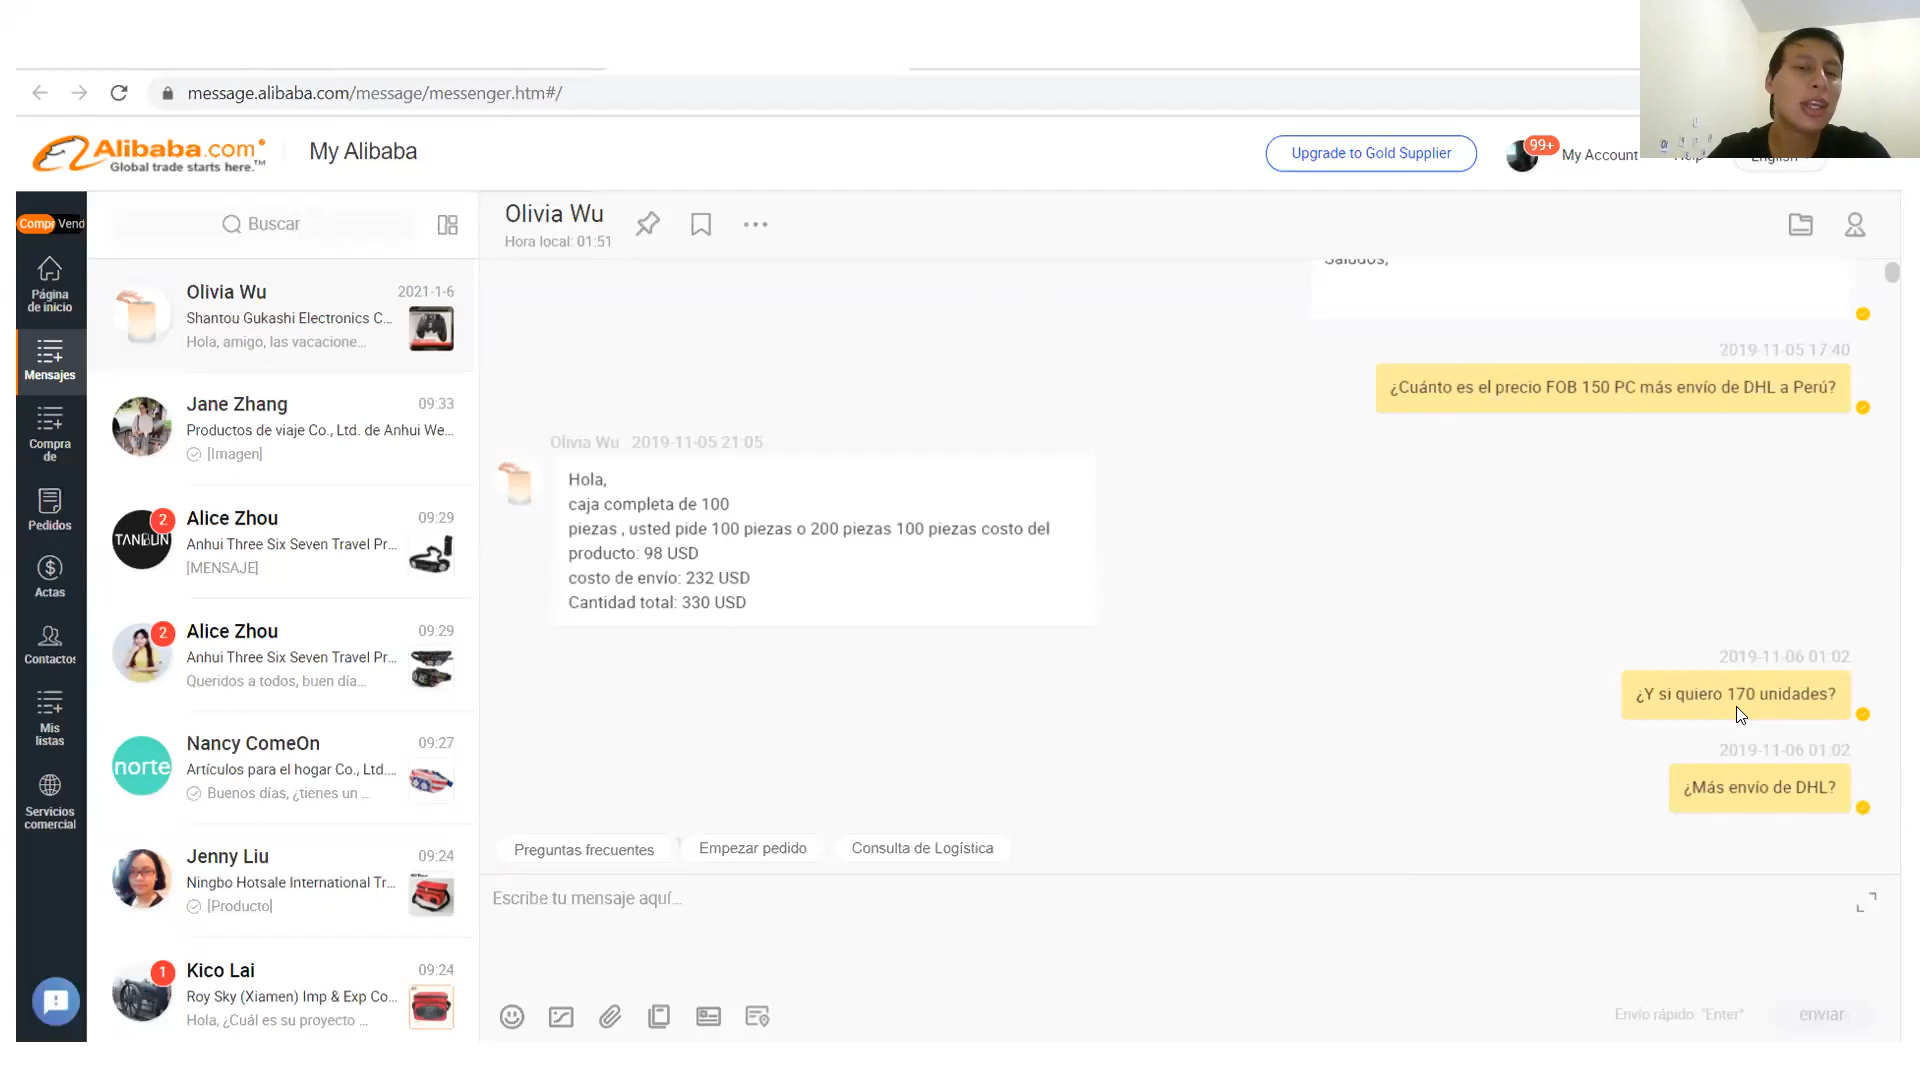 message.alibaba.com/message/messenger.htm#/
Alibaba.com
Global trade starts here.™
My Alibaba
Upgrade to Gold Supplier
99+
My Account
Help
English
Compr Vend
Página
de inicio
Mensajes
Compra
de
Pedidos
Actas
Contactos
Mis
listas
Servicios
comercial
Buscar
Olivia Wu 2021-1-6
Shantou Gukashi Electronics C...
Hola, amigo, las vacacione...
Jane Zhang 09:33
Productos de viaje Co., Ltd. de Anhui We...
[Imagen]
TANBUN
2
Alice Zhou 09:29
Anhui Three Six Seven Travel Pr...
[MENSAJE]
2
Alice Zhou 09:29
Anhui Three Six Seven Travel Pr...
Queridos a todos, buen día...
norte
Nancy ComeOn 09:27
Artículos para el hogar Co., Ltd....
Buenos días, ¿tienes un ...
Jenny Liu 09:24
Ningbo Hotsale International Tr...
[Producto]
1
Kico Lai 09:24
Roy Sky (Xiamen) Imp & Exp Co...
Hola, ¿Cuál es su proyecto ...
Olivia Wu
Hora local: 01:51
Saludos,
2019-11-05 17:40
¿Cuánto es el precio FOB 150 PC más envío de DHL a Perú?
Olivia Wu 2019-11-05 21:05
Hola,
caja completa de 100
piezas , usted pide 100 piezas o 200 piezas 100 piezas costo del
producto: 98 USD
costo de envío: 232 USD
Cantidad total: 330 USD
2019-11-06 01:02
¿Y si quiero 170 unidades?
2019-11-06 01:02
¿Más envío de DHL?
Preguntas frecuentes
Empezar pedido
Consulta de Logística
Escribe tu mensaje aquí...
Envío rápido "Enter"
enviar